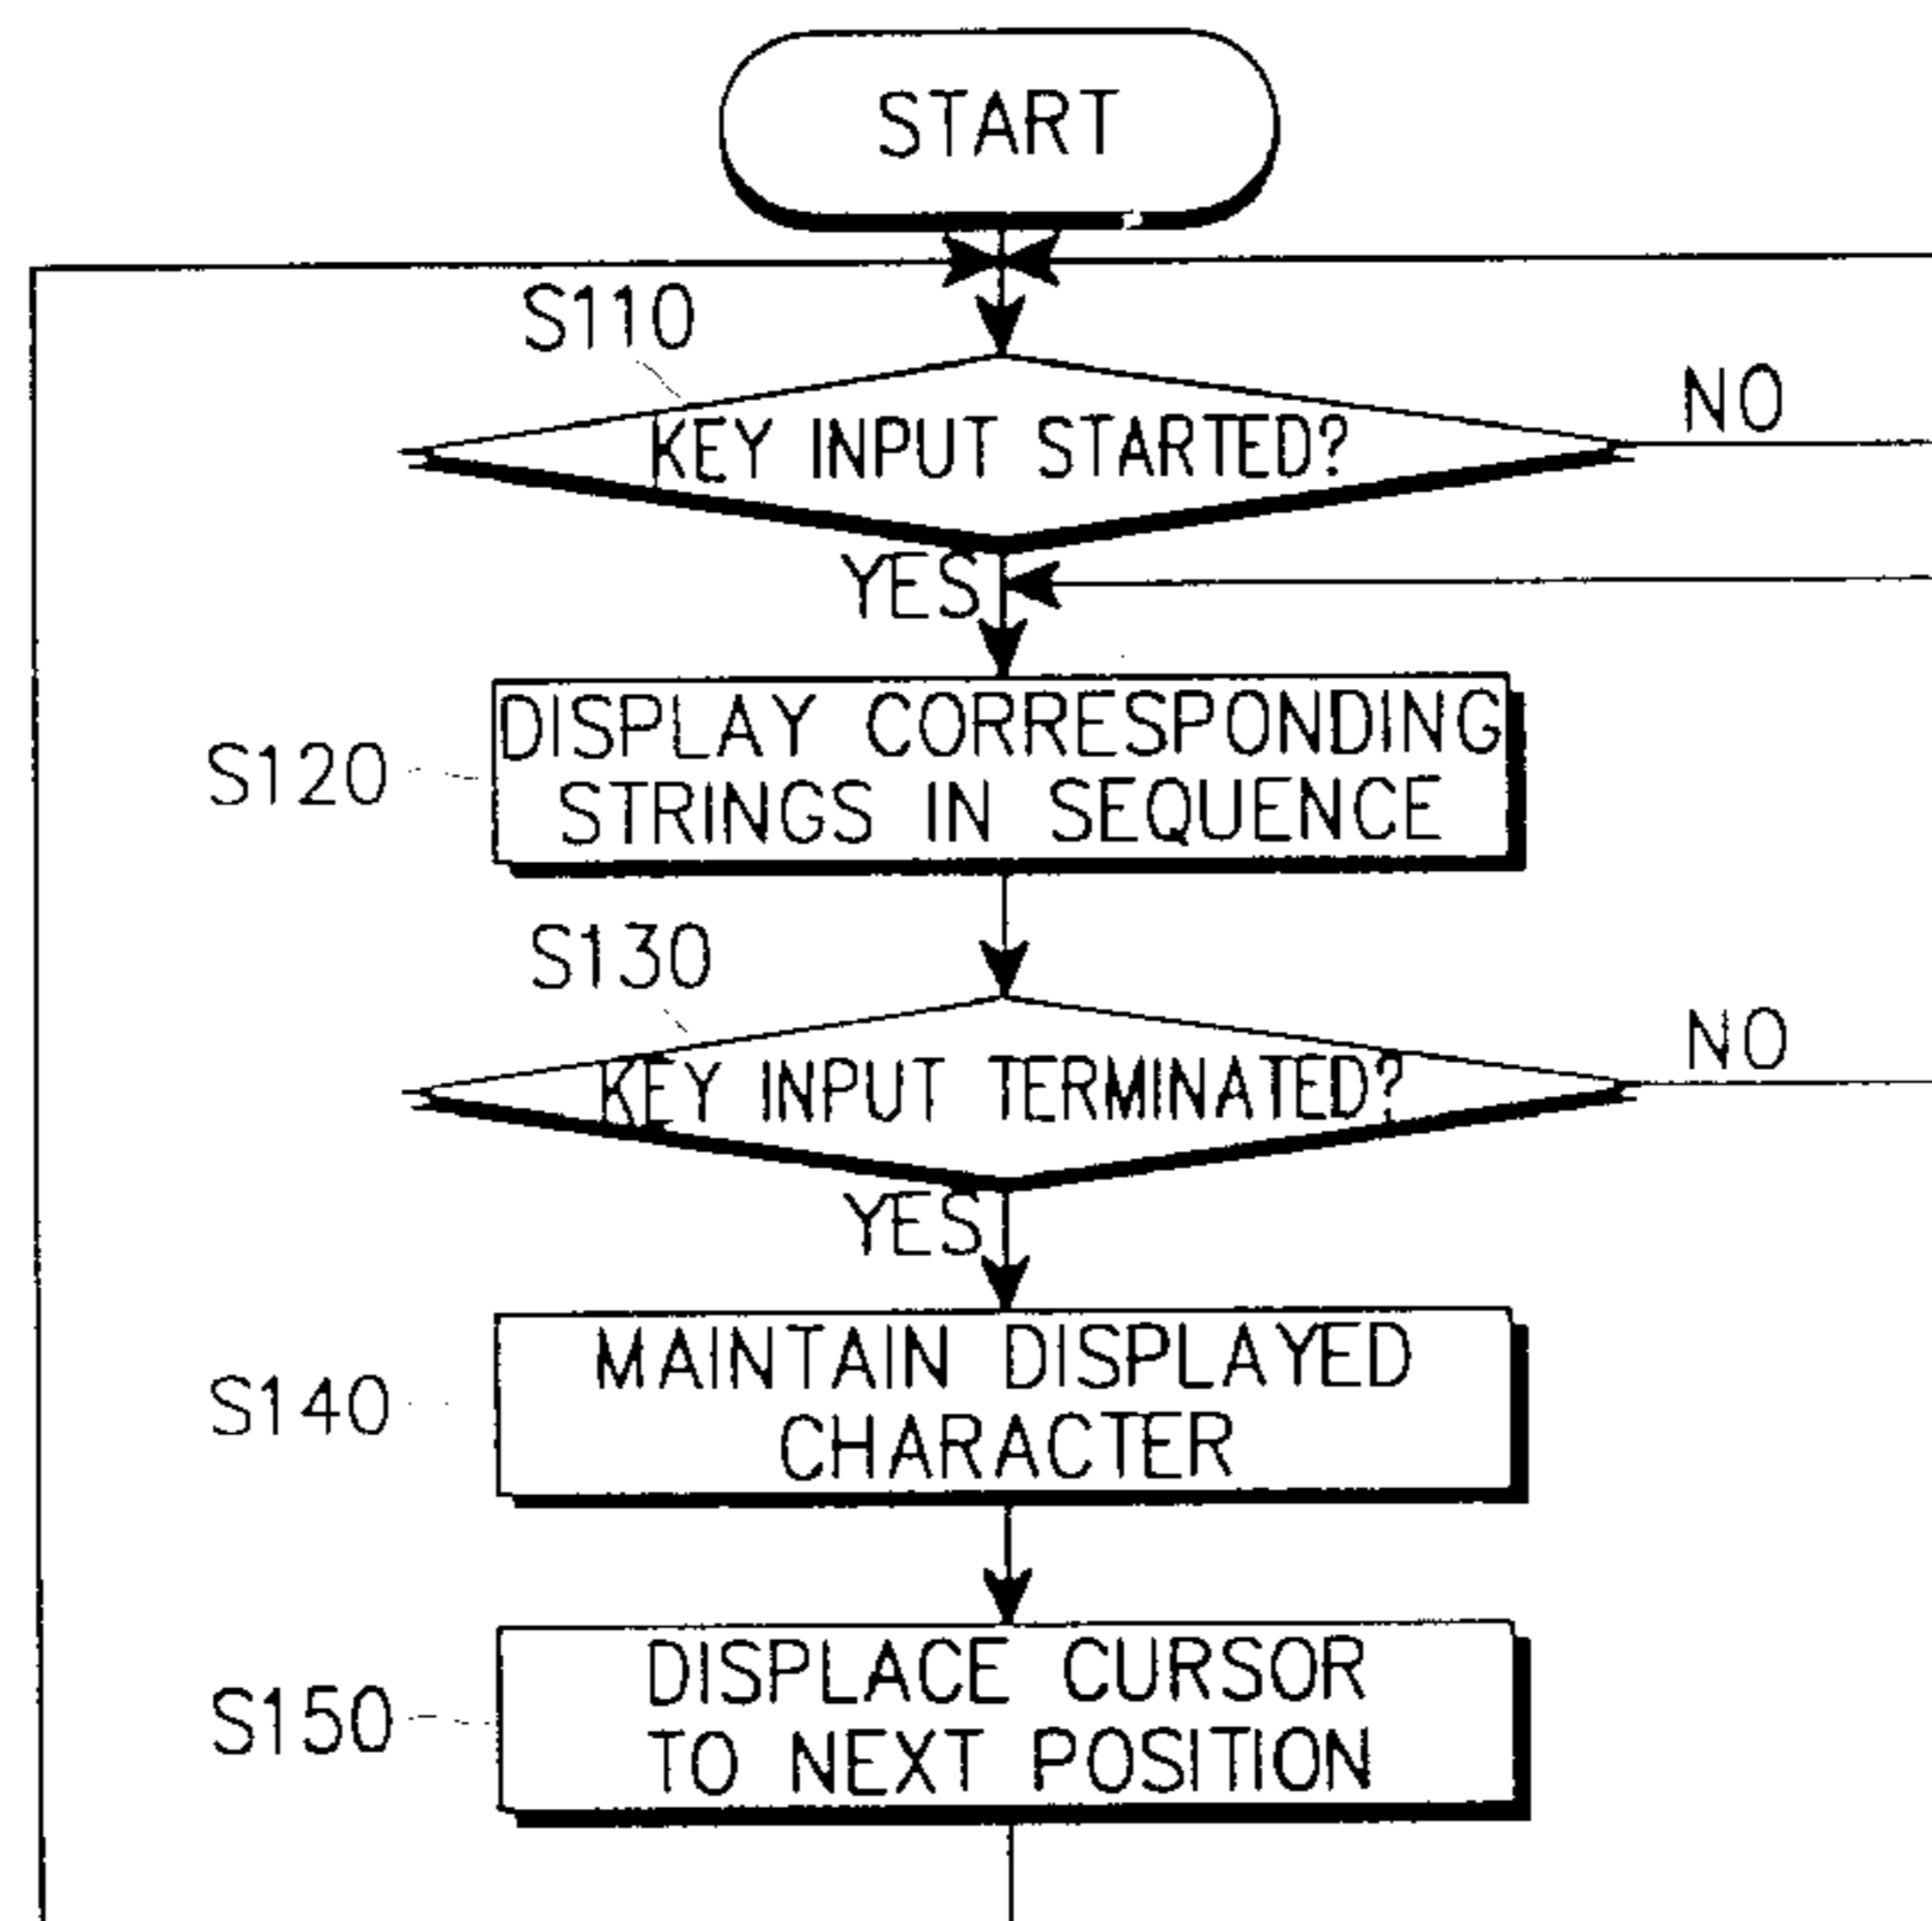 START
S110
KEY INPUT STARTED?
NO
YES
S120
DISPLAY CORRESPONDING
STRINGS IN SEQUENCE
S130
KEY INPUT TERMINATED?
NO
YES
S140
MAINTAIN DISPLAYED
CHARACTER
S150
DISPLACE CURSOR
TO NEXT POSITION